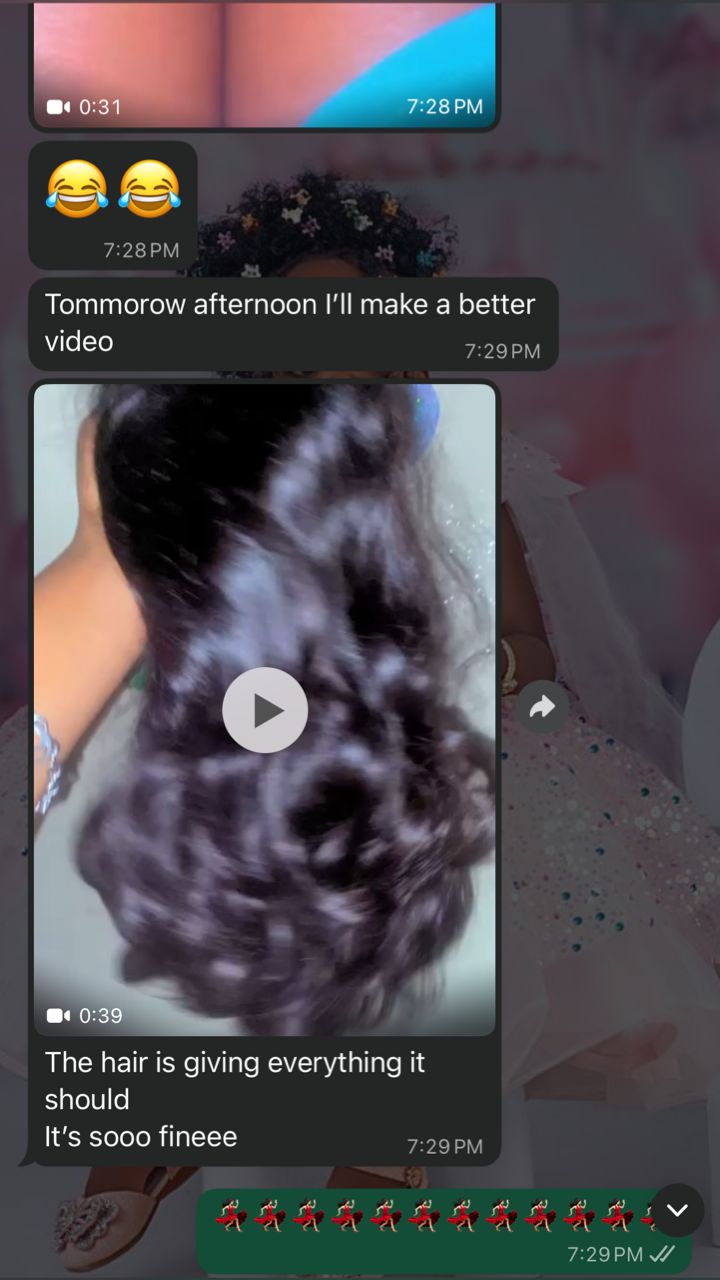 0:31
7:28 PM
😂😂
7:28 PM
Tommorow afternoon I’ll make a better
video
7:29 PM
0:39
The hair is giving everything it
should
It’s sooo fineee
7:29 PM
💃💃💃💃💃💃💃💃💃💃💃💃
7:29 PM